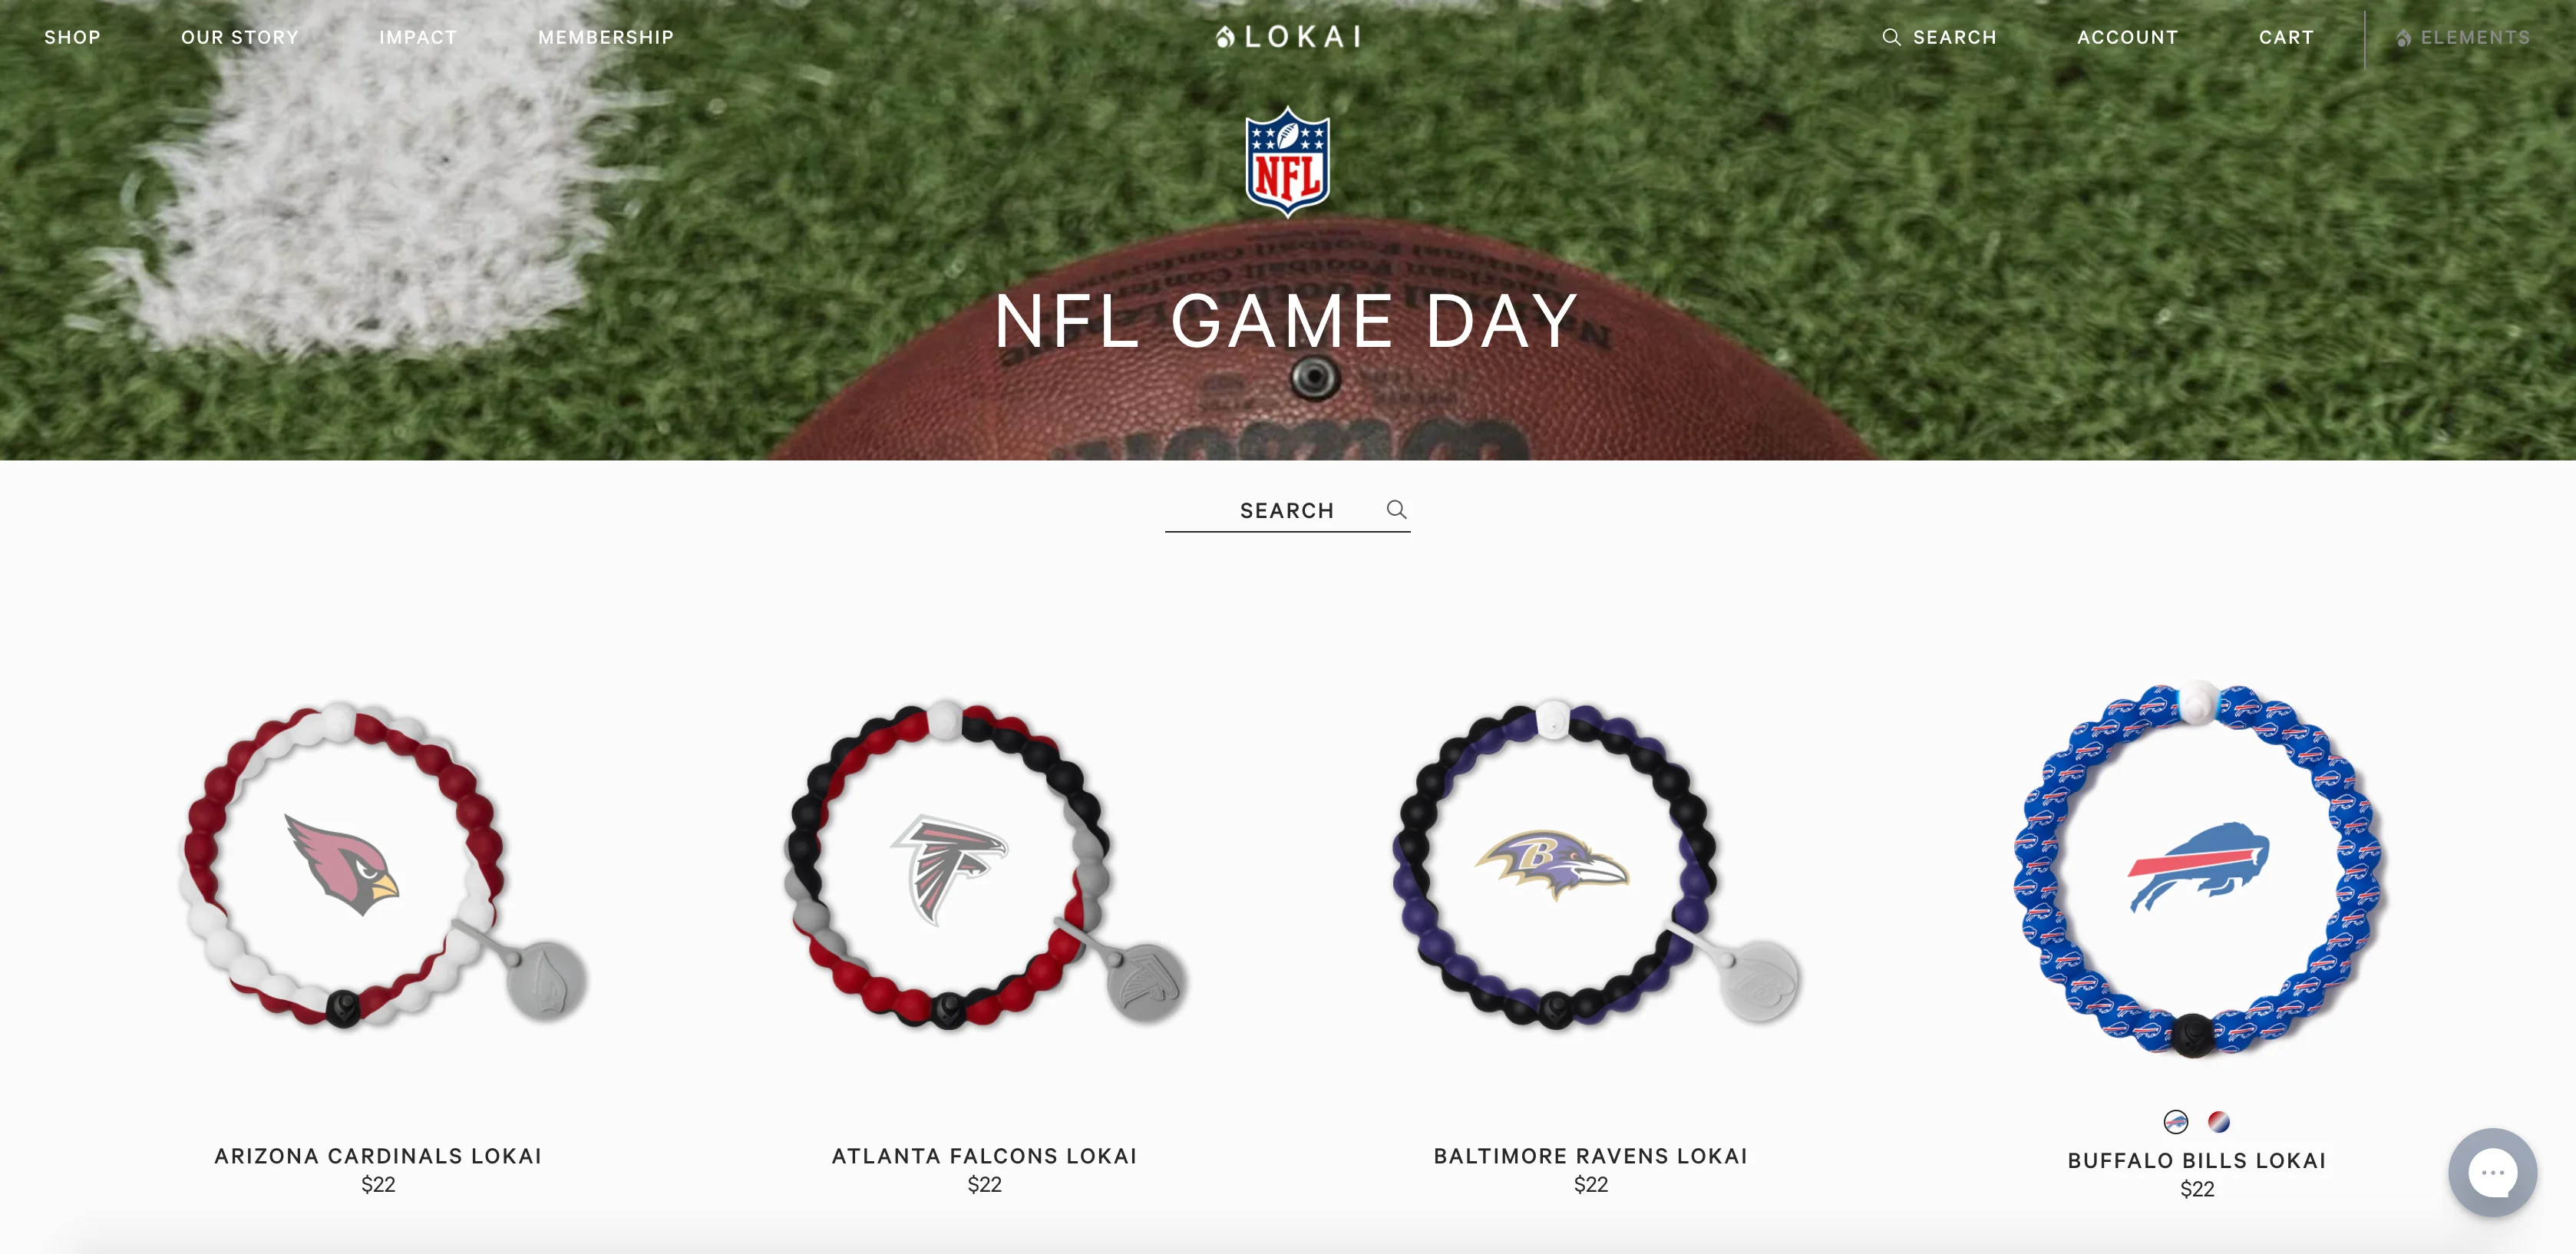 SHOP OUR STORY IMPACT MEMBERSHIP LOKAI SEARCH ACCOUNT CART ELEMENTS
NFL
NFL GAME DAY
SEARCH
B
ARIZONA CARDINALS LOKAI
$22
ATLANTA FALCONS LOKAI
$22
BALTIMORE RAVENS LOKAI
$22
BUFFALO BILLS LOKAI
$22